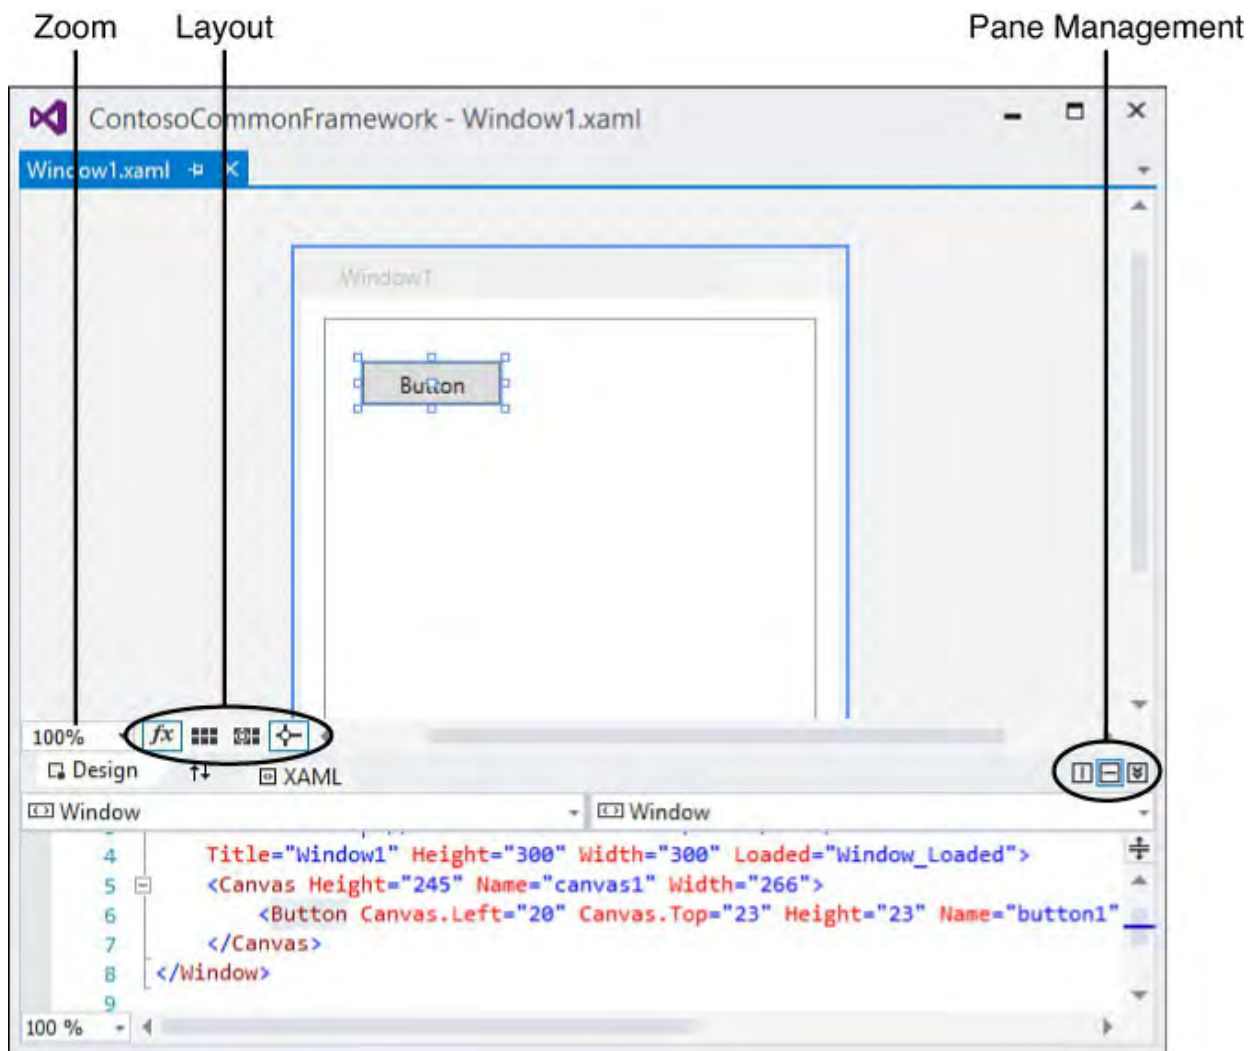 Zoom Layout Pane Management
ContosoCommonFramework - Window1.xaml
Window1.xaml
Window1
Button
100% fx
Design XAML
Window Window
4 Title="Window1" Height="300" Width="300" Loaded="Window_Loaded">
5 <Canvas Height="245" Name="canvas1" Width="266">
6 <Button Canvas.Left="20" Canvas.Top="23" Height="23" Name="button1"
7 </Canvas>
8 </Window>
9
100 %